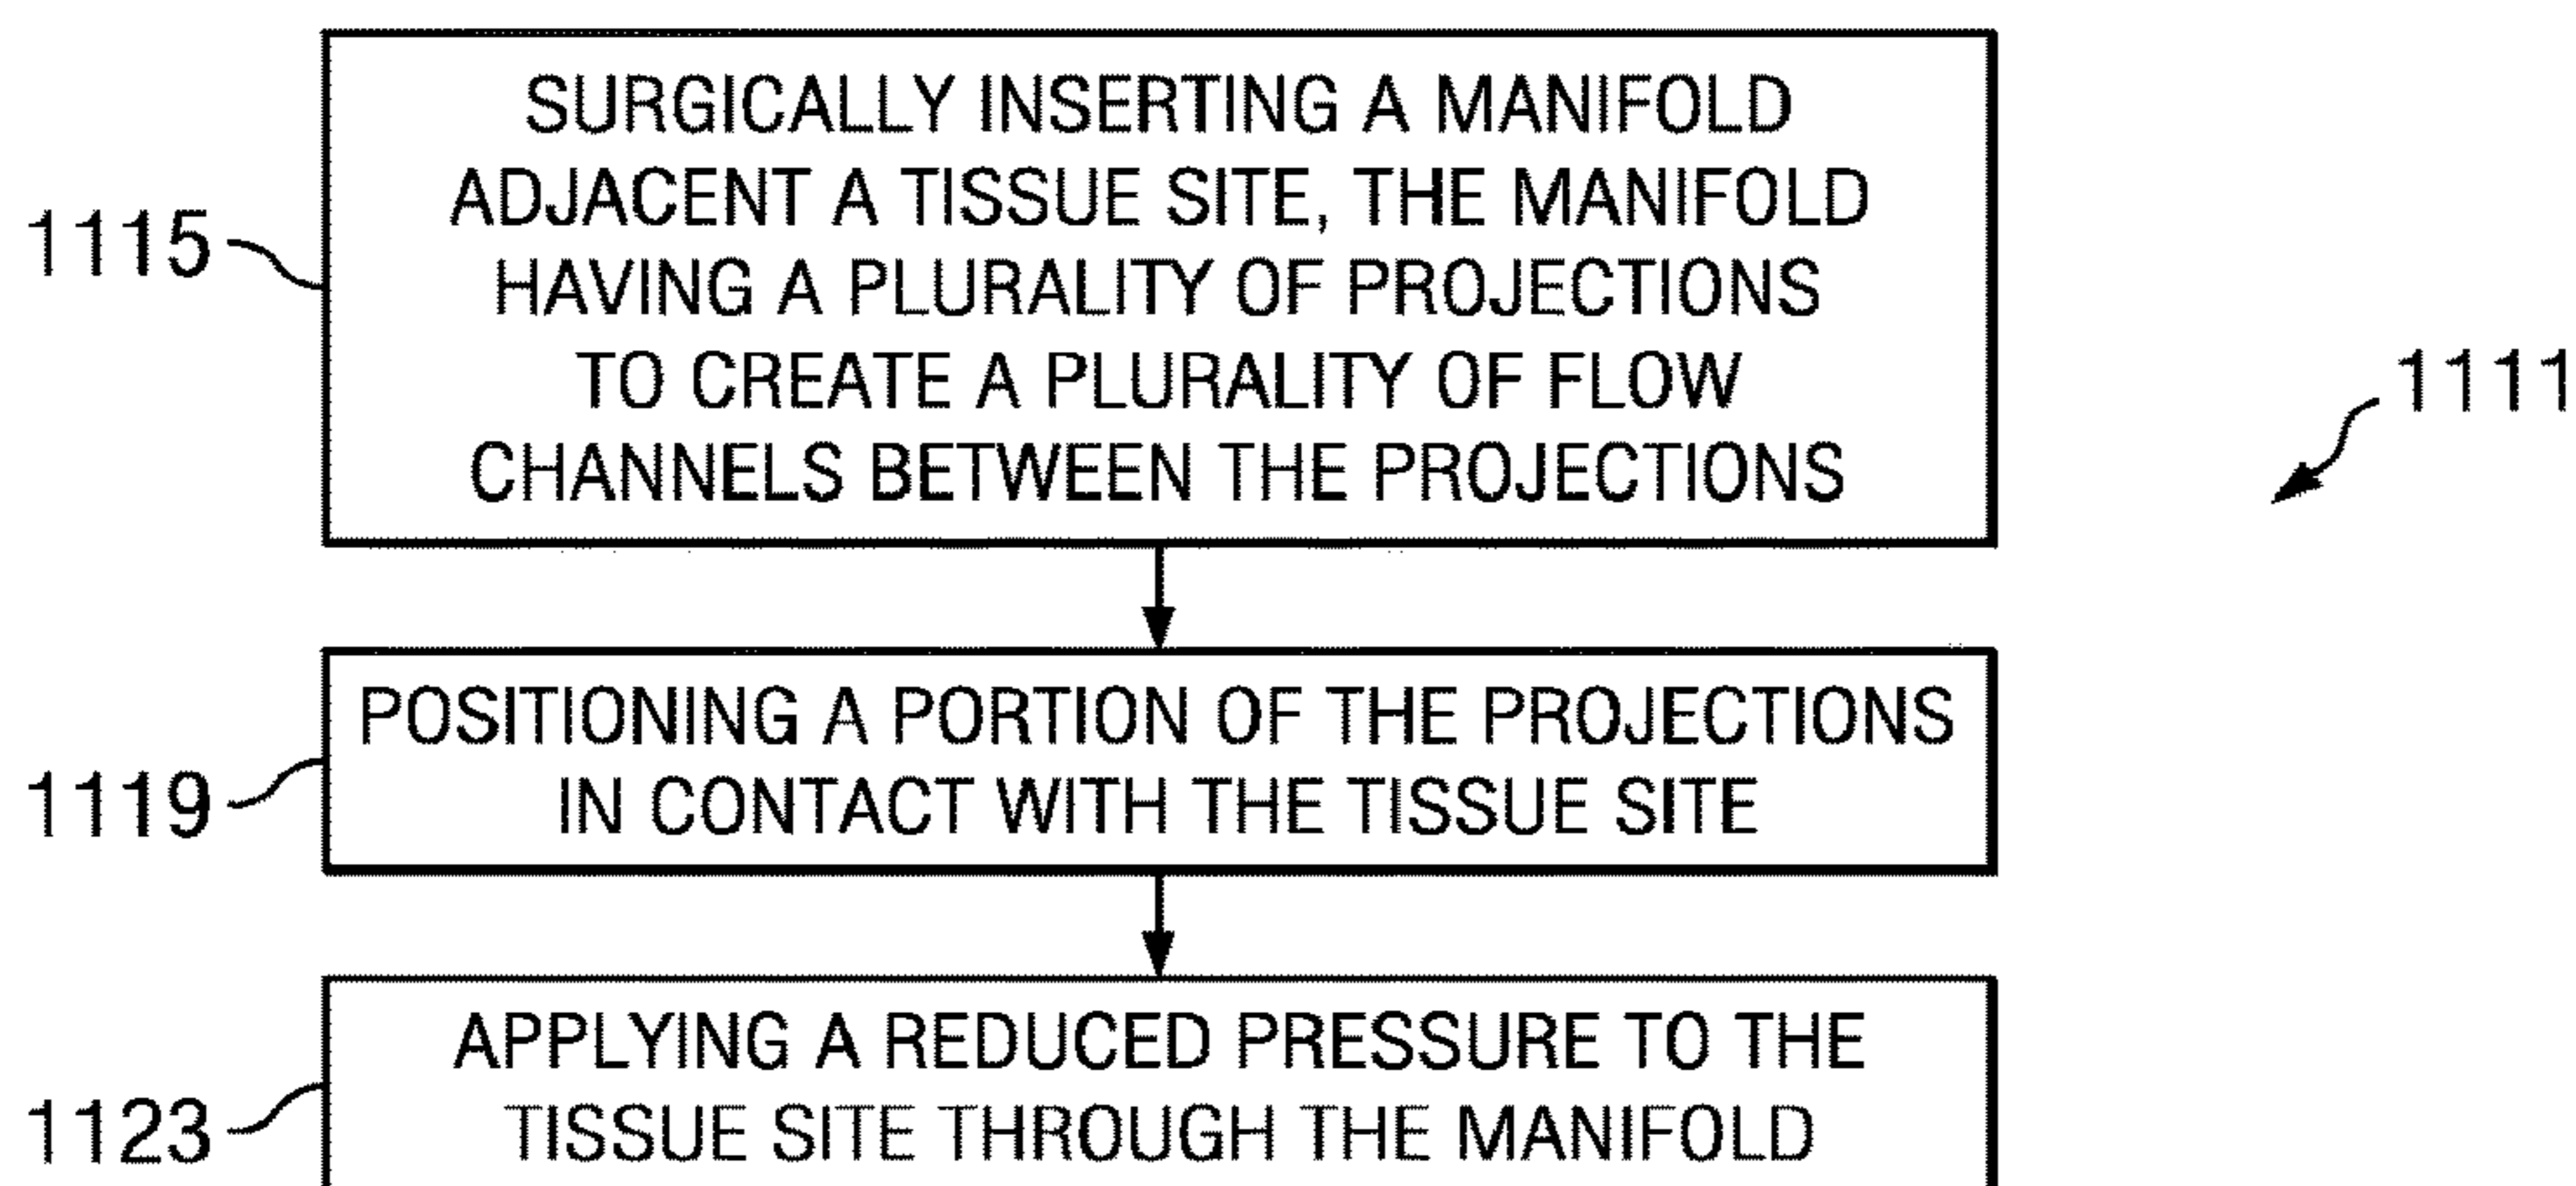 SURGICALLY INSERTING A MANIFOLD
ADJACENT A TISSUE SITE, THE MANIFOLD
HAVING A PLURALITY OF PROJECTIONS
TO CREATE A PLURALITY OF FLOW
CHANNELS BETWEEN THE PROJECTIONS
1115
1111
POSITIONING A PORTION OF THE PROJECTIONS
IN CONTACT WITH THE TISSUE SITE
1119
APPLYING A REDUCED PRESSURE TO THE
TISSUE SITE THROUGH THE MANIFOLD
1123